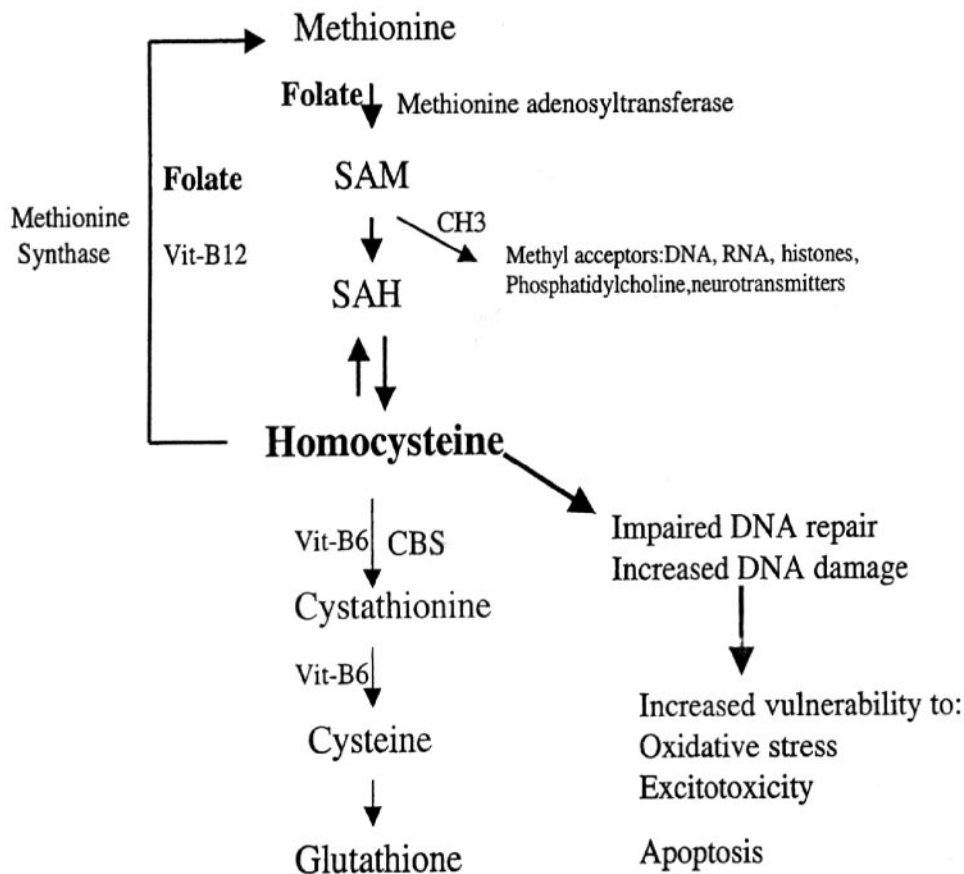 Methionine
Folate
Methionine adenosyltransferase
Folate
SAM
Methionine
Synthase
Vit-B12
CH3
Methyl acceptors:DNA, RNA, histones,
Phosphatidylcholine,neurotransmitters
SAH
Homocysteine
Impaired DNA repair
Increased DNA damage
Vit-B6
CBS
Cystathionine
Vit-B6
Cysteine
Glutathione
Increased vulnerability to:
Oxidative stress
Excitotoxicity
Apoptosis